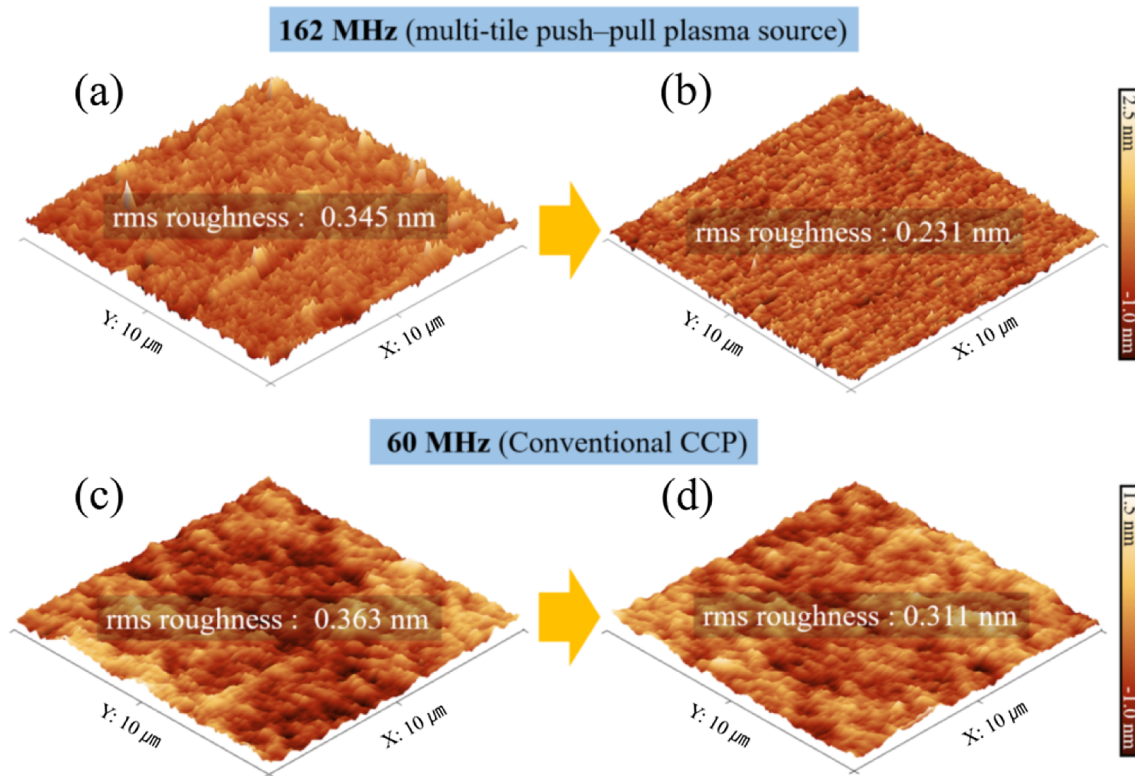 162 MHz (multi-tile push–pull plasma source)
(a)
(b)
rms roughness : 0.345 nm
rms roughness : 0.231 nm
Y: 10 ㎛
X: 10 ㎛
Y: 10 ㎛
X: 10 ㎛
2.5 nm
-1.0 nm
60 MHz (Conventional CCP)
(c)
(d)
rms roughness : 0.363 nm
rms roughness : 0.311 nm
Y: 10 ㎛
X: 10 ㎛
Y: 10 ㎛
X: 10 ㎛
1.5 nm
-1.0 nm